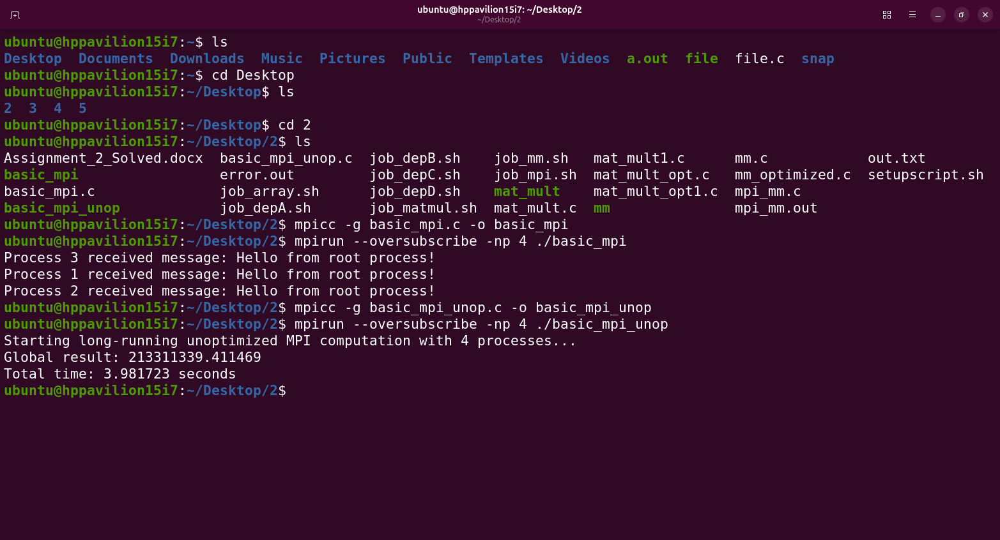 ubuntu@hppavilion15i7: ~/Desktop/2
~/Desktop/2
ubuntu@hppavilion15i7:~$ ls
Desktop  Documents  Downloads  Music  Pictures  Public  Templates  Videos  a.out  file  file.c  snap
ubuntu@hppavilion15i7:~$ cd Desktop
ubuntu@hppavilion15i7:~/Desktop$ ls
2  3  4  5
ubuntu@hppavilion15i7:~/Desktop$ cd 2
ubuntu@hppavilion15i7:~/Desktop/2$ ls
Assignment_2_Solved.docx  basic_mpi_unop.c  job_depB.sh    job_mm.sh   mat_mult1.c      mm.c            out.txt
basic_mpi                 error.out         job_depC.sh    job_mpi.sh  mat_mult_opt.c   mm_optimized.c  setupscript.sh
basic_mpi.c               job_array.sh      job_depD.sh    mat_mult    mat_mult_opt1.c  mpi_mm.c
basic_mpi_unop            job_depA.sh       job_matmul.sh  mat_mult.c  mm               mpi_mm.out
ubuntu@hppavilion15i7:~/Desktop/2$ mpicc -g basic_mpi.c -o basic_mpi
ubuntu@hppavilion15i7:~/Desktop/2$ mpirun --oversubscribe -np 4 ./basic_mpi
Process 3 received message: Hello from root process!
Process 1 received message: Hello from root process!
Process 2 received message: Hello from root process!
ubuntu@hppavilion15i7:~/Desktop/2$ mpicc -g basic_mpi_unop.c -o basic_mpi_unop
ubuntu@hppavilion15i7:~/Desktop/2$ mpirun --oversubscribe -np 4 ./basic_mpi_unop
Starting long-running unoptimized MPI computation with 4 processes...
Global result: 213311339.411469
Total time: 3.981723 seconds
ubuntu@hppavilion15i7:~/Desktop/2$